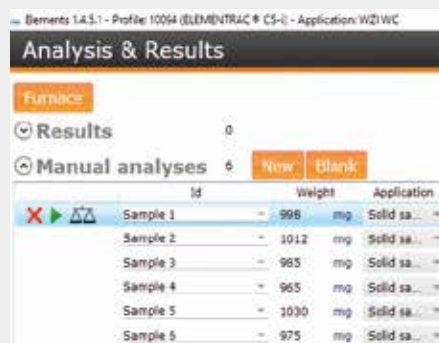 Elements 1.4.5.1 - Profile: 10094 (ELEMENTRAC ® CS-i) - Application: WZI WC
Analysis & Results
Furnace
Results 0
Manual analyses 6 New Blank
Id Weight Application
Sample 1 998 mg Solid sa...
Sample 2 1012 mg Solid sa...
Sample 3 985 mg Solid sa...
Sample 4 965 mg Solid sa...
Sample 5 1030 mg Solid sa...
Sample 6 975 mg Solid sa...